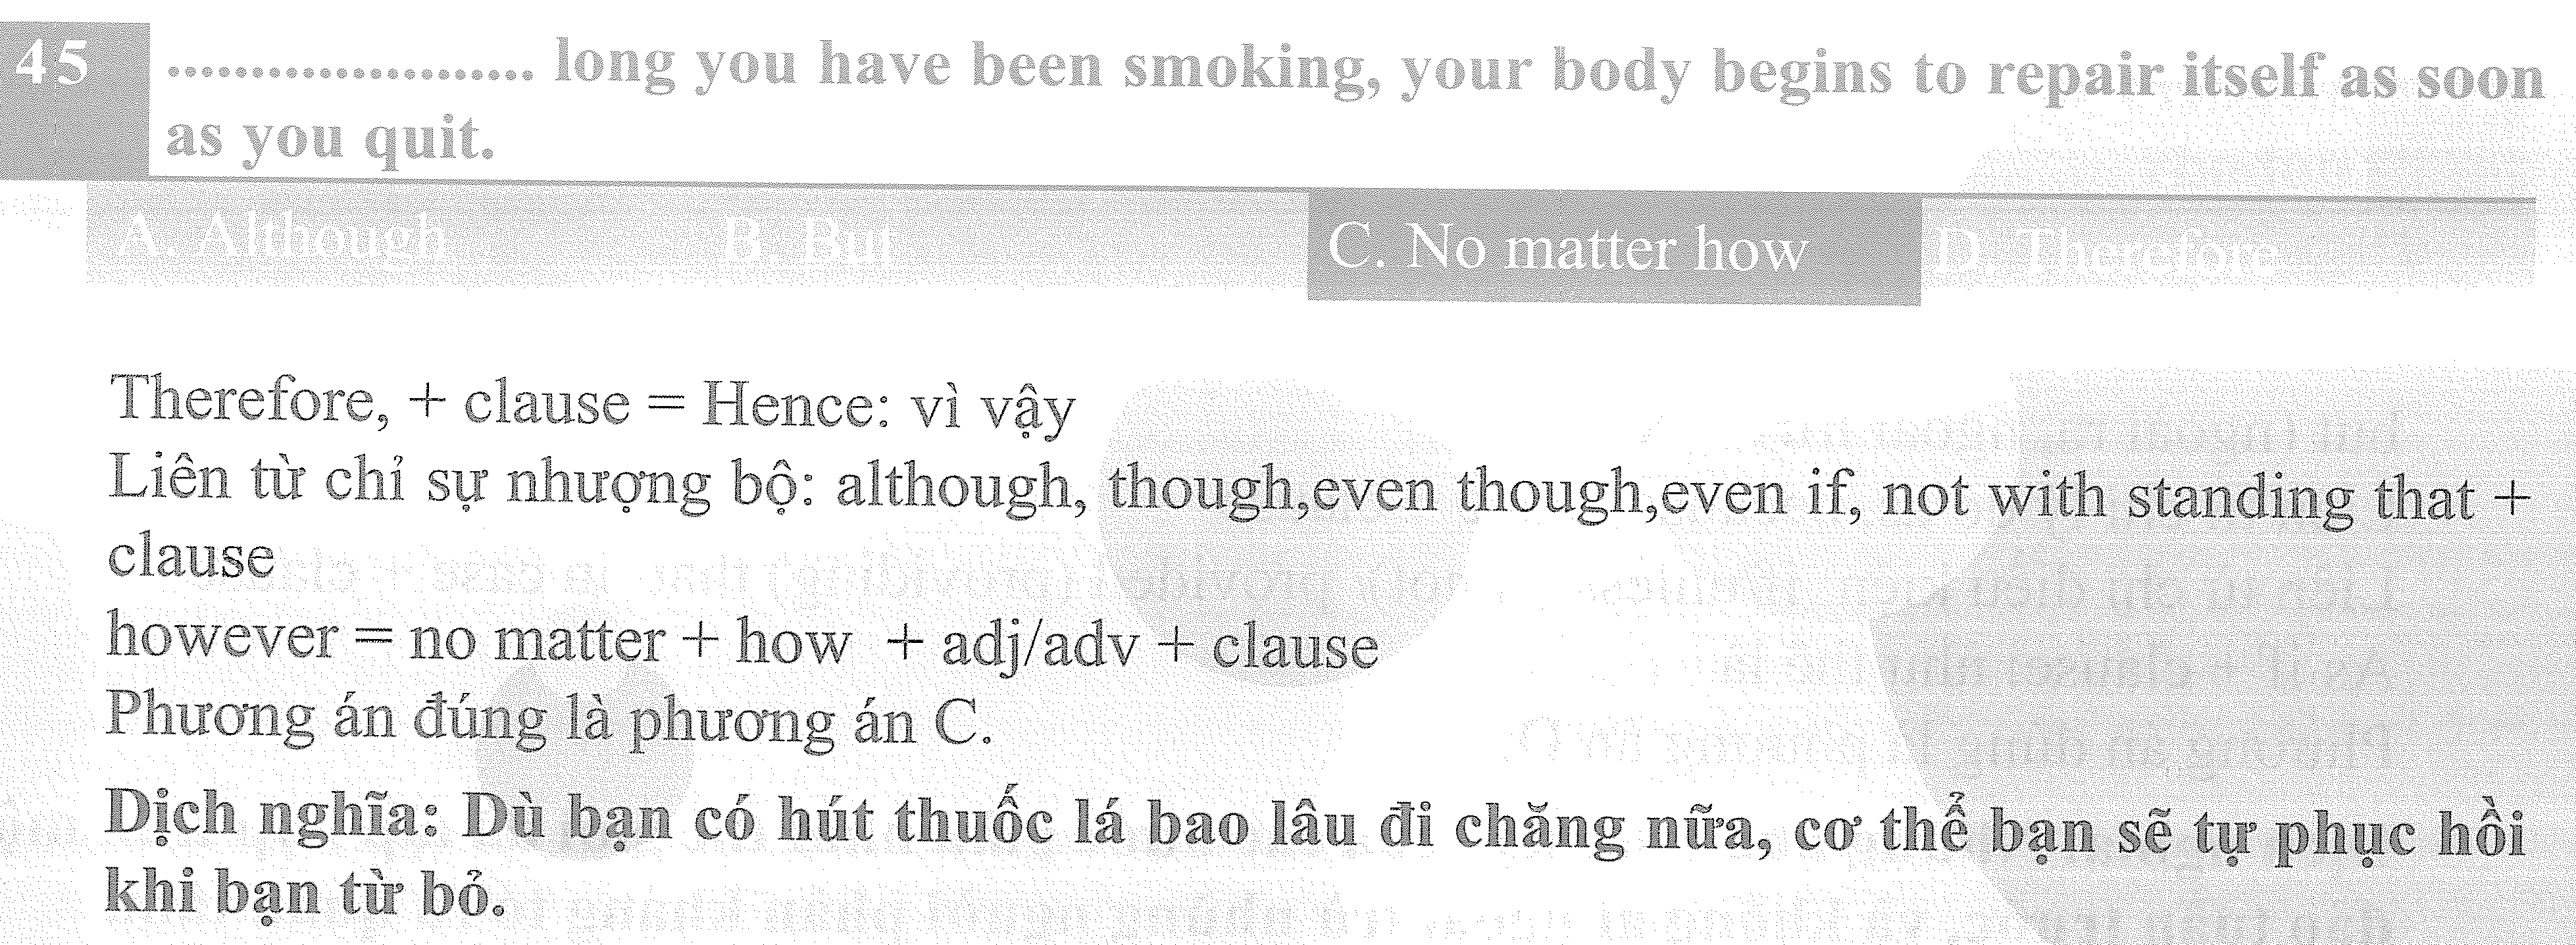 45
..................... long you have been smoking, your body begins to repair itself as soon
as you quit.
A. Although B. But C. No matter how D. Therefore
Therefore, + clause = Hence: vì vậy
Liên từ chỉ sự nhượng bộ: although, though,even though,even if, not with standing that +
clause
however = no matter + how + adj/adv + clause
Phương án đúng là phương án C.
Dịch nghĩa: Dù bạn có hút thuốc lá bao lâu đi chăng nữa, cơ thể bạn sẽ tự phục hồi
khi bạn từ bỏ.